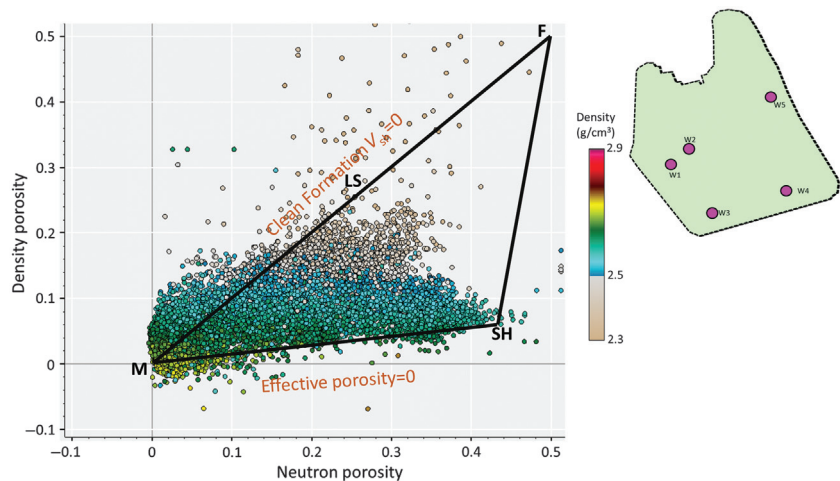 0.5
0.4
0.3
0.2
0.1
0
−0.1
Density porosity
−0.1
0
0.1
0.2
0.3
0.4
0.5
Neutron porosity
F
Clean Formation Vsh=0
LS
M
SH
Effective porosity=0
Density
(g/cm³)
2.9
2.5
2.3
W5
W2
W1
W4
W3